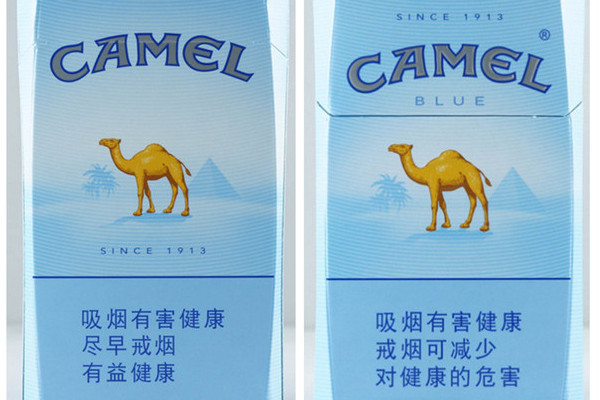 CAMEL
SINCE 1913
吸烟有害健康
尽早戒烟
有益健康
SINCE 1913
CAMEL®
BLUE
吸烟有害健康
戒烟可减少
对健康的危害